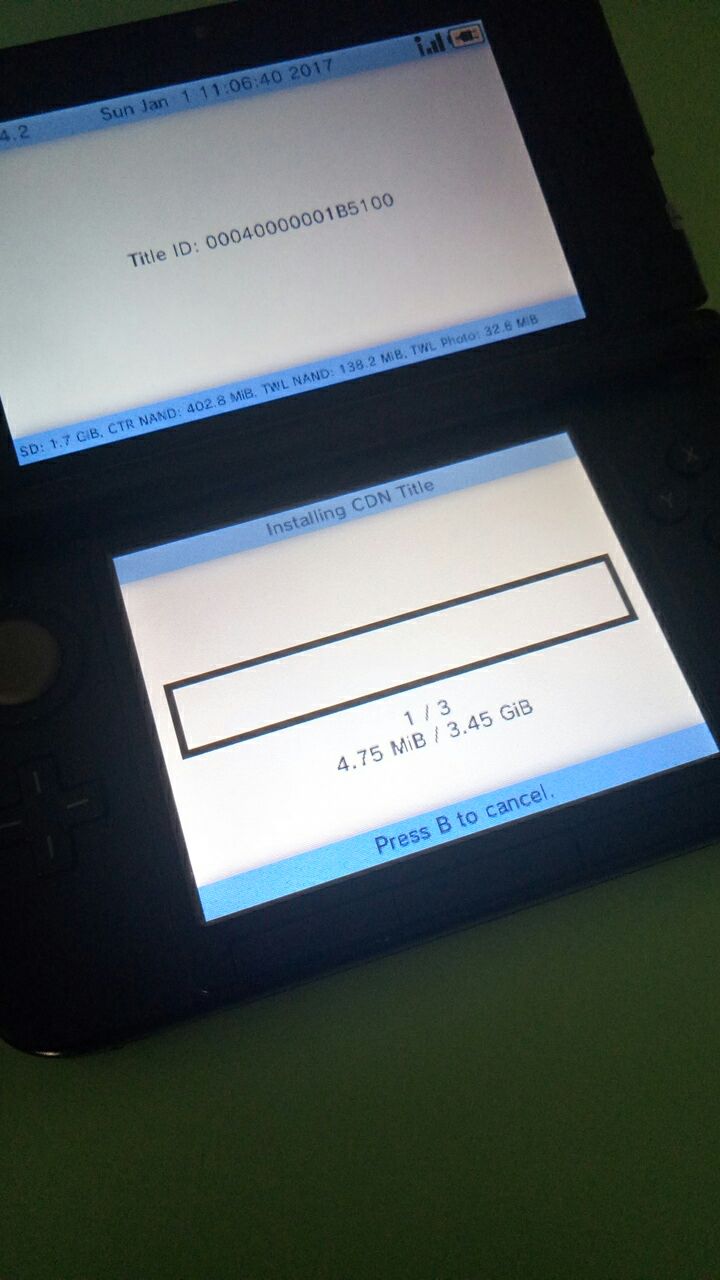 4.2 Sun Jan 1 11:06:40 2017
Title ID: 00040000001B5100
SD: 1.7 GiB, CTR NAND: 402.8 MiB, TWL NAND: 138.2 MiB, TWL Photo: 32.6 MiB
X
Y
Installing CDN Title
1 / 3
4.75 MiB / 3.45 GiB
Press B to cancel.